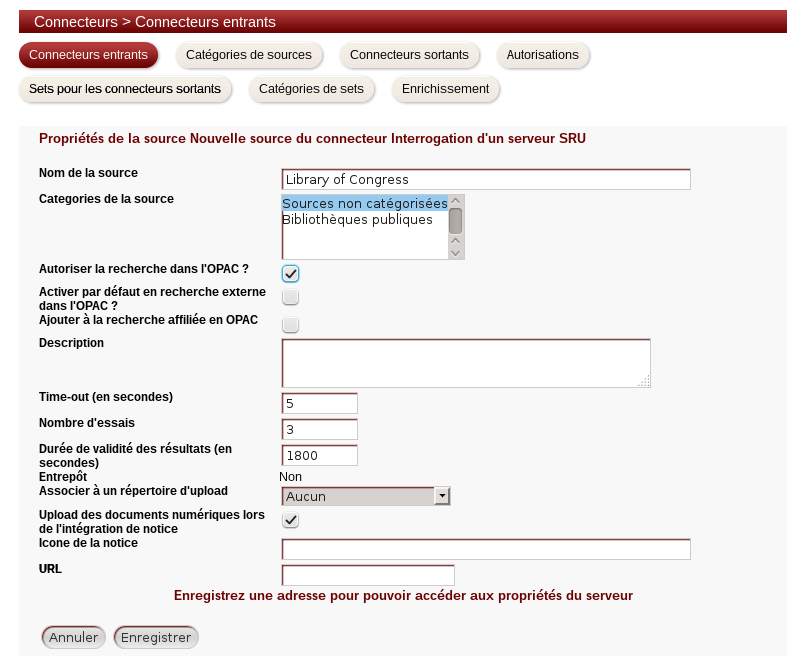 Connecteurs > Connecteurs entrants
Connecteurs entrants Catégories de sources Connecteurs sortants Autorisations
Sets pour les connecteurs sortants Catégories de sets Enrichissement
Propriétés de la source Nouvelle source du connecteur Interrogation d'un serveur SRU
Nom de la source Library of Congress
Categories de la source Sources non catégorisées
Bibliothèques publiques
Autoriser la recherche dans l'OPAC ?
Activer par défaut en recherche externe
dans l'OPAC ?
Ajouter à la recherche affiliée en OPAC
Description
Time-out (en secondes) 5
Nombre d'essais 3
Durée de validité des résultats (en
secondes) 1800
Entrepôt Non
Associer à un répertoire d'upload Aucun
Upload des documents numériques lors
de l'intégration de notice
Icone de la notice
URL
Enregistrez une adresse pour pouvoir accéder aux propriétés du serveur
Annuler Enregistrer